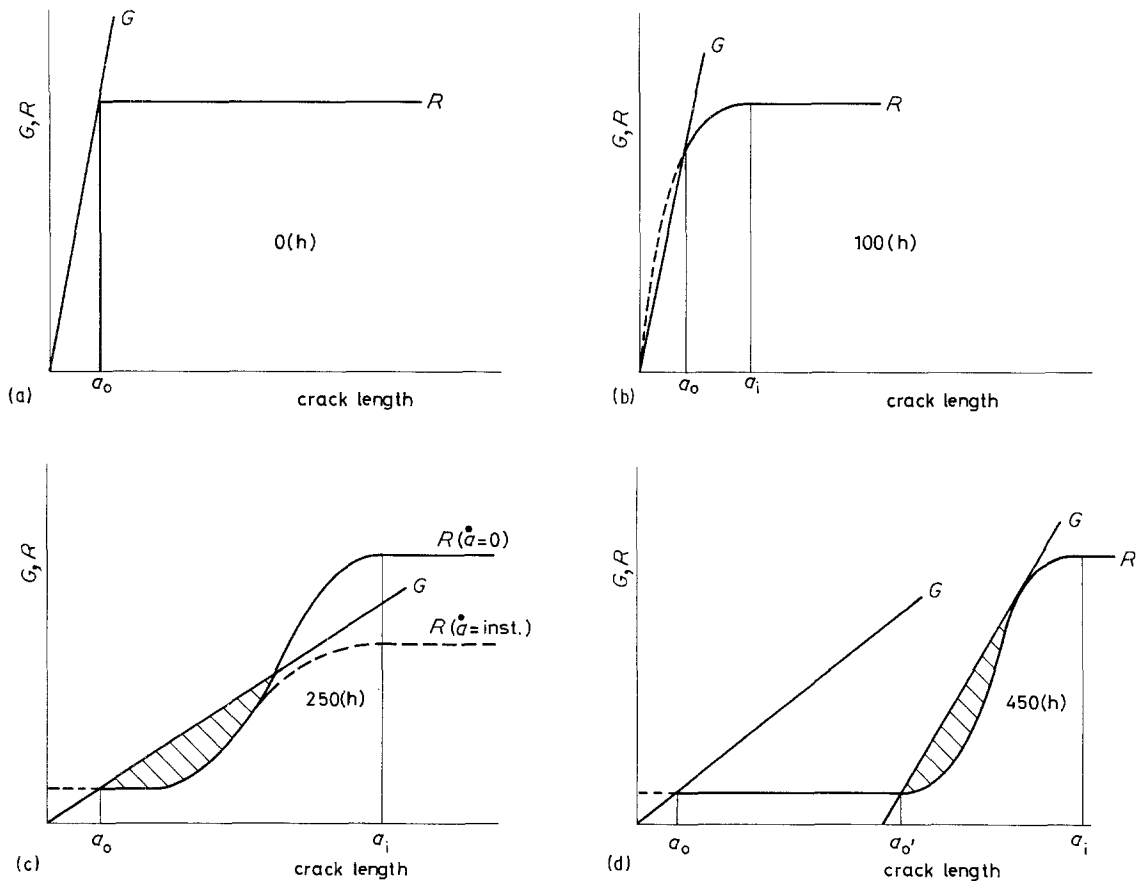 G
G, R
R
0(h)
a₀
(a)
crack length
G
G, R
R
100(h)
a₀
aᵢ
(b)
crack length
G, R
R(ȧ=0)
G
R(ȧ=inst.)
250(h)
a₀
aᵢ
(c)
crack length
G, R
G
G
R
450(h)
a₀
a₀'
aᵢ
(d)
crack length